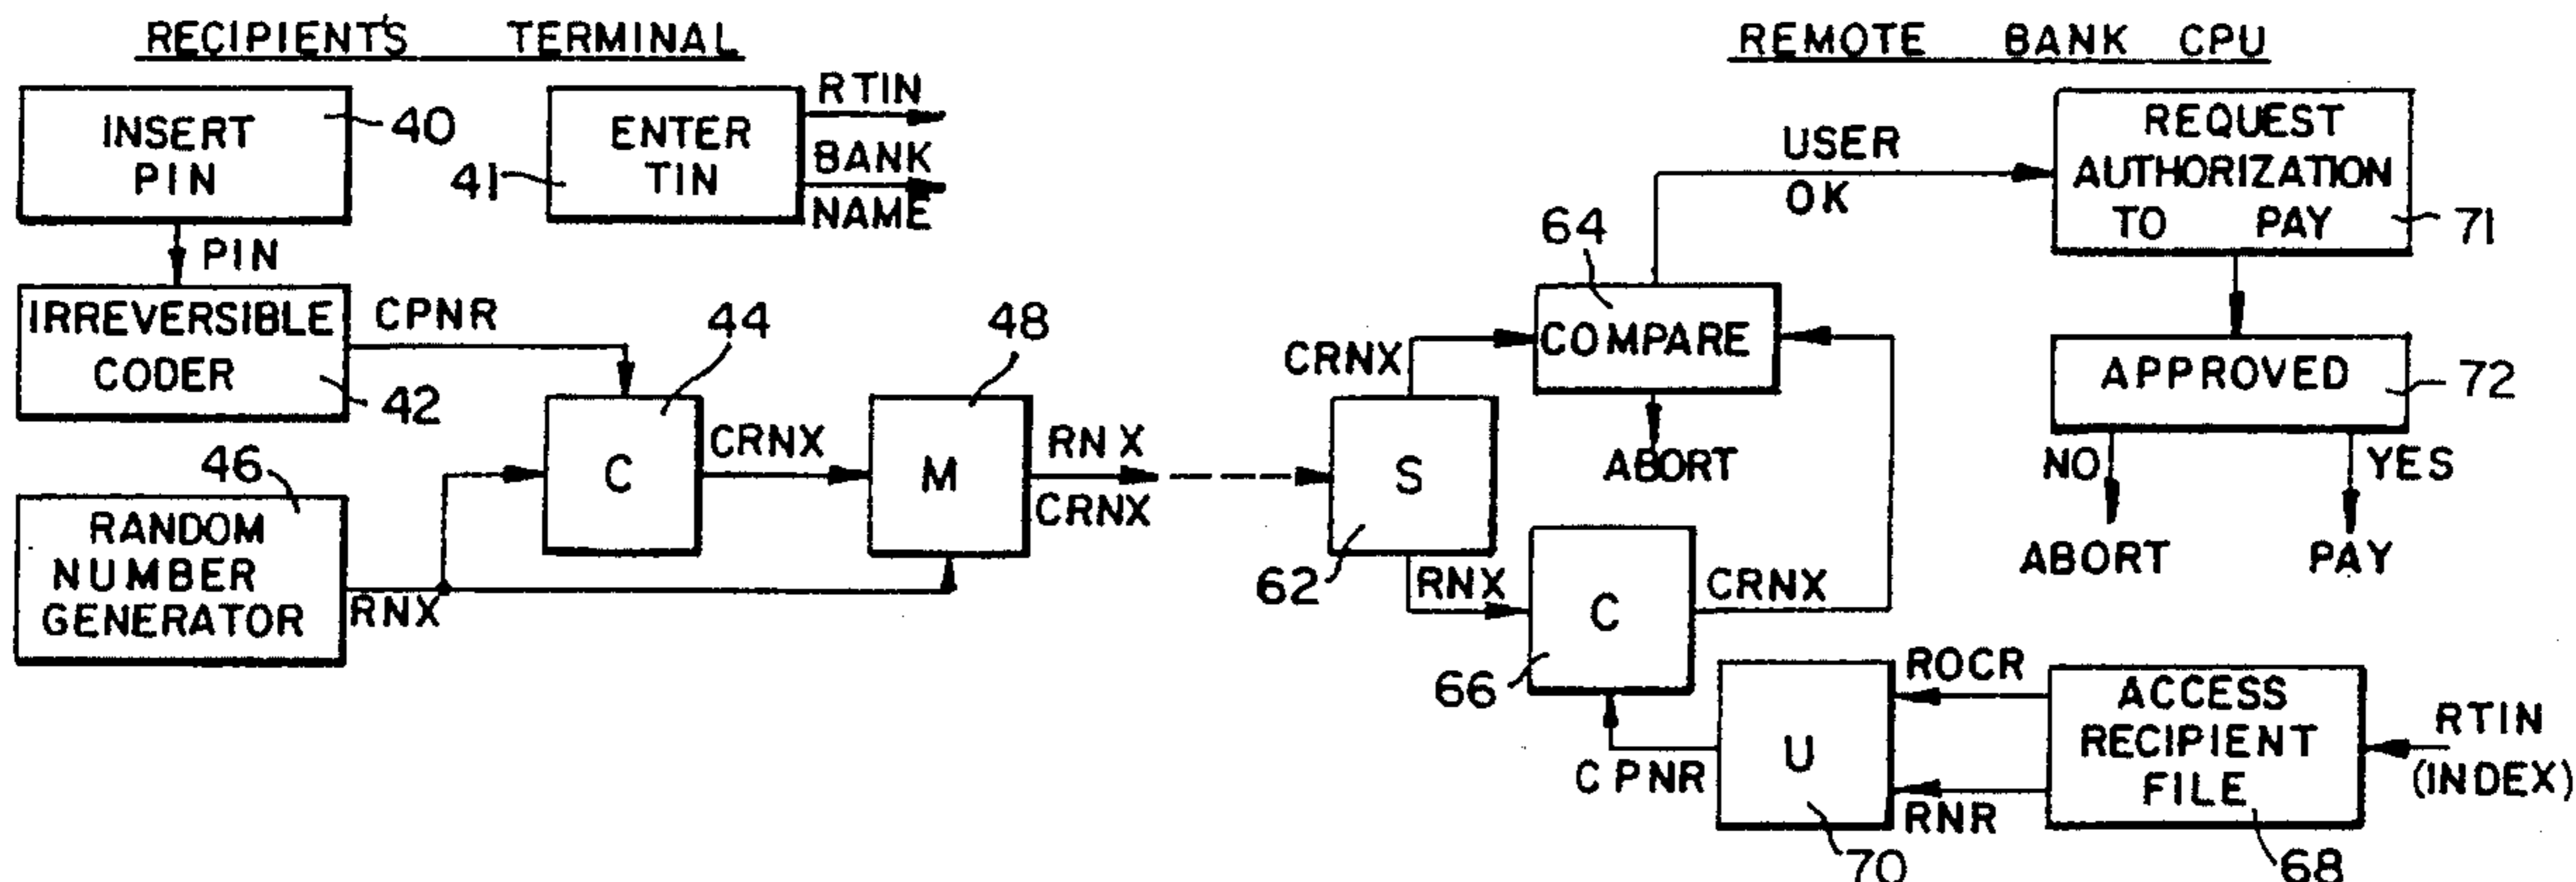 RECIPIENT'S TERMINAL
INSERT
PIN
40
PIN
IRREVERSIBLE
CODER
42
CPNR
RANDOM
NUMBER
GENERATOR
46
RNX
41
ENTER
TIN
RTIN
BANK
NAME
C
44
CRNX
M
48
RNX
CRNX
REMOTE BANK CPU
S
62
CRNX
RNX
64
COMPARE
ABORT
USER
OK
C
66
CRNX
CPNR
U
70
ROCR
RNR
ACCESS
RECIPIENT
FILE
68
RTIN
(INDEX)
REQUEST
AUTHORIZATION
TO PAY
71
APPROVED
72
NO
YES
ABORT
PAY